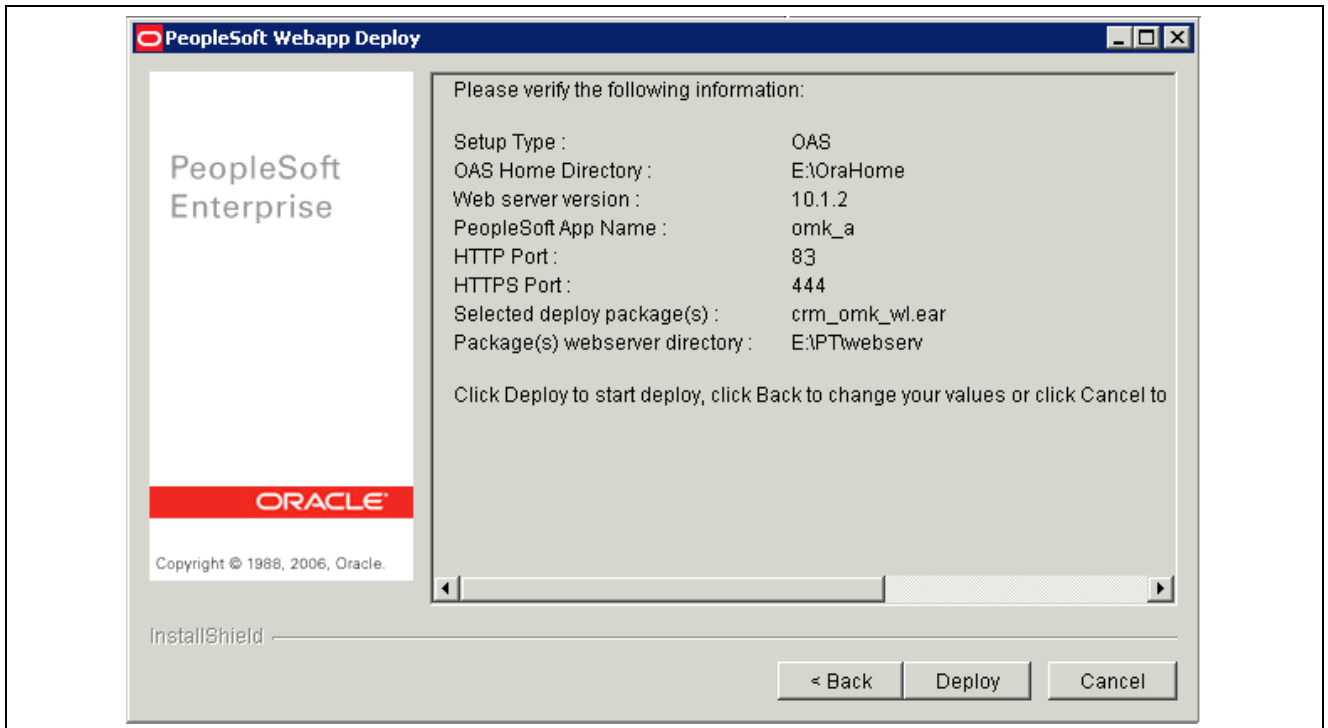 PeopleSoft Webapp Deploy
PeopleSoft
Enterprise
ORACLE
Copyright © 1988, 2006, Oracle.
Please verify the following information:
Setup Type : OAS
OAS Home Directory : E:\OraHome
Web server version : 10.1.2
PeopleSoft App Name : omk_a
HTTP Port : 83
HTTPS Port : 444
Selected deploy package(s) : crm_omk_wl.ear
Package(s) webserver directory : E:\PT\webserv
Click Deploy to start deploy, click Back to change your values or click Cancel to
InstallShield
< Back Deploy Cancel